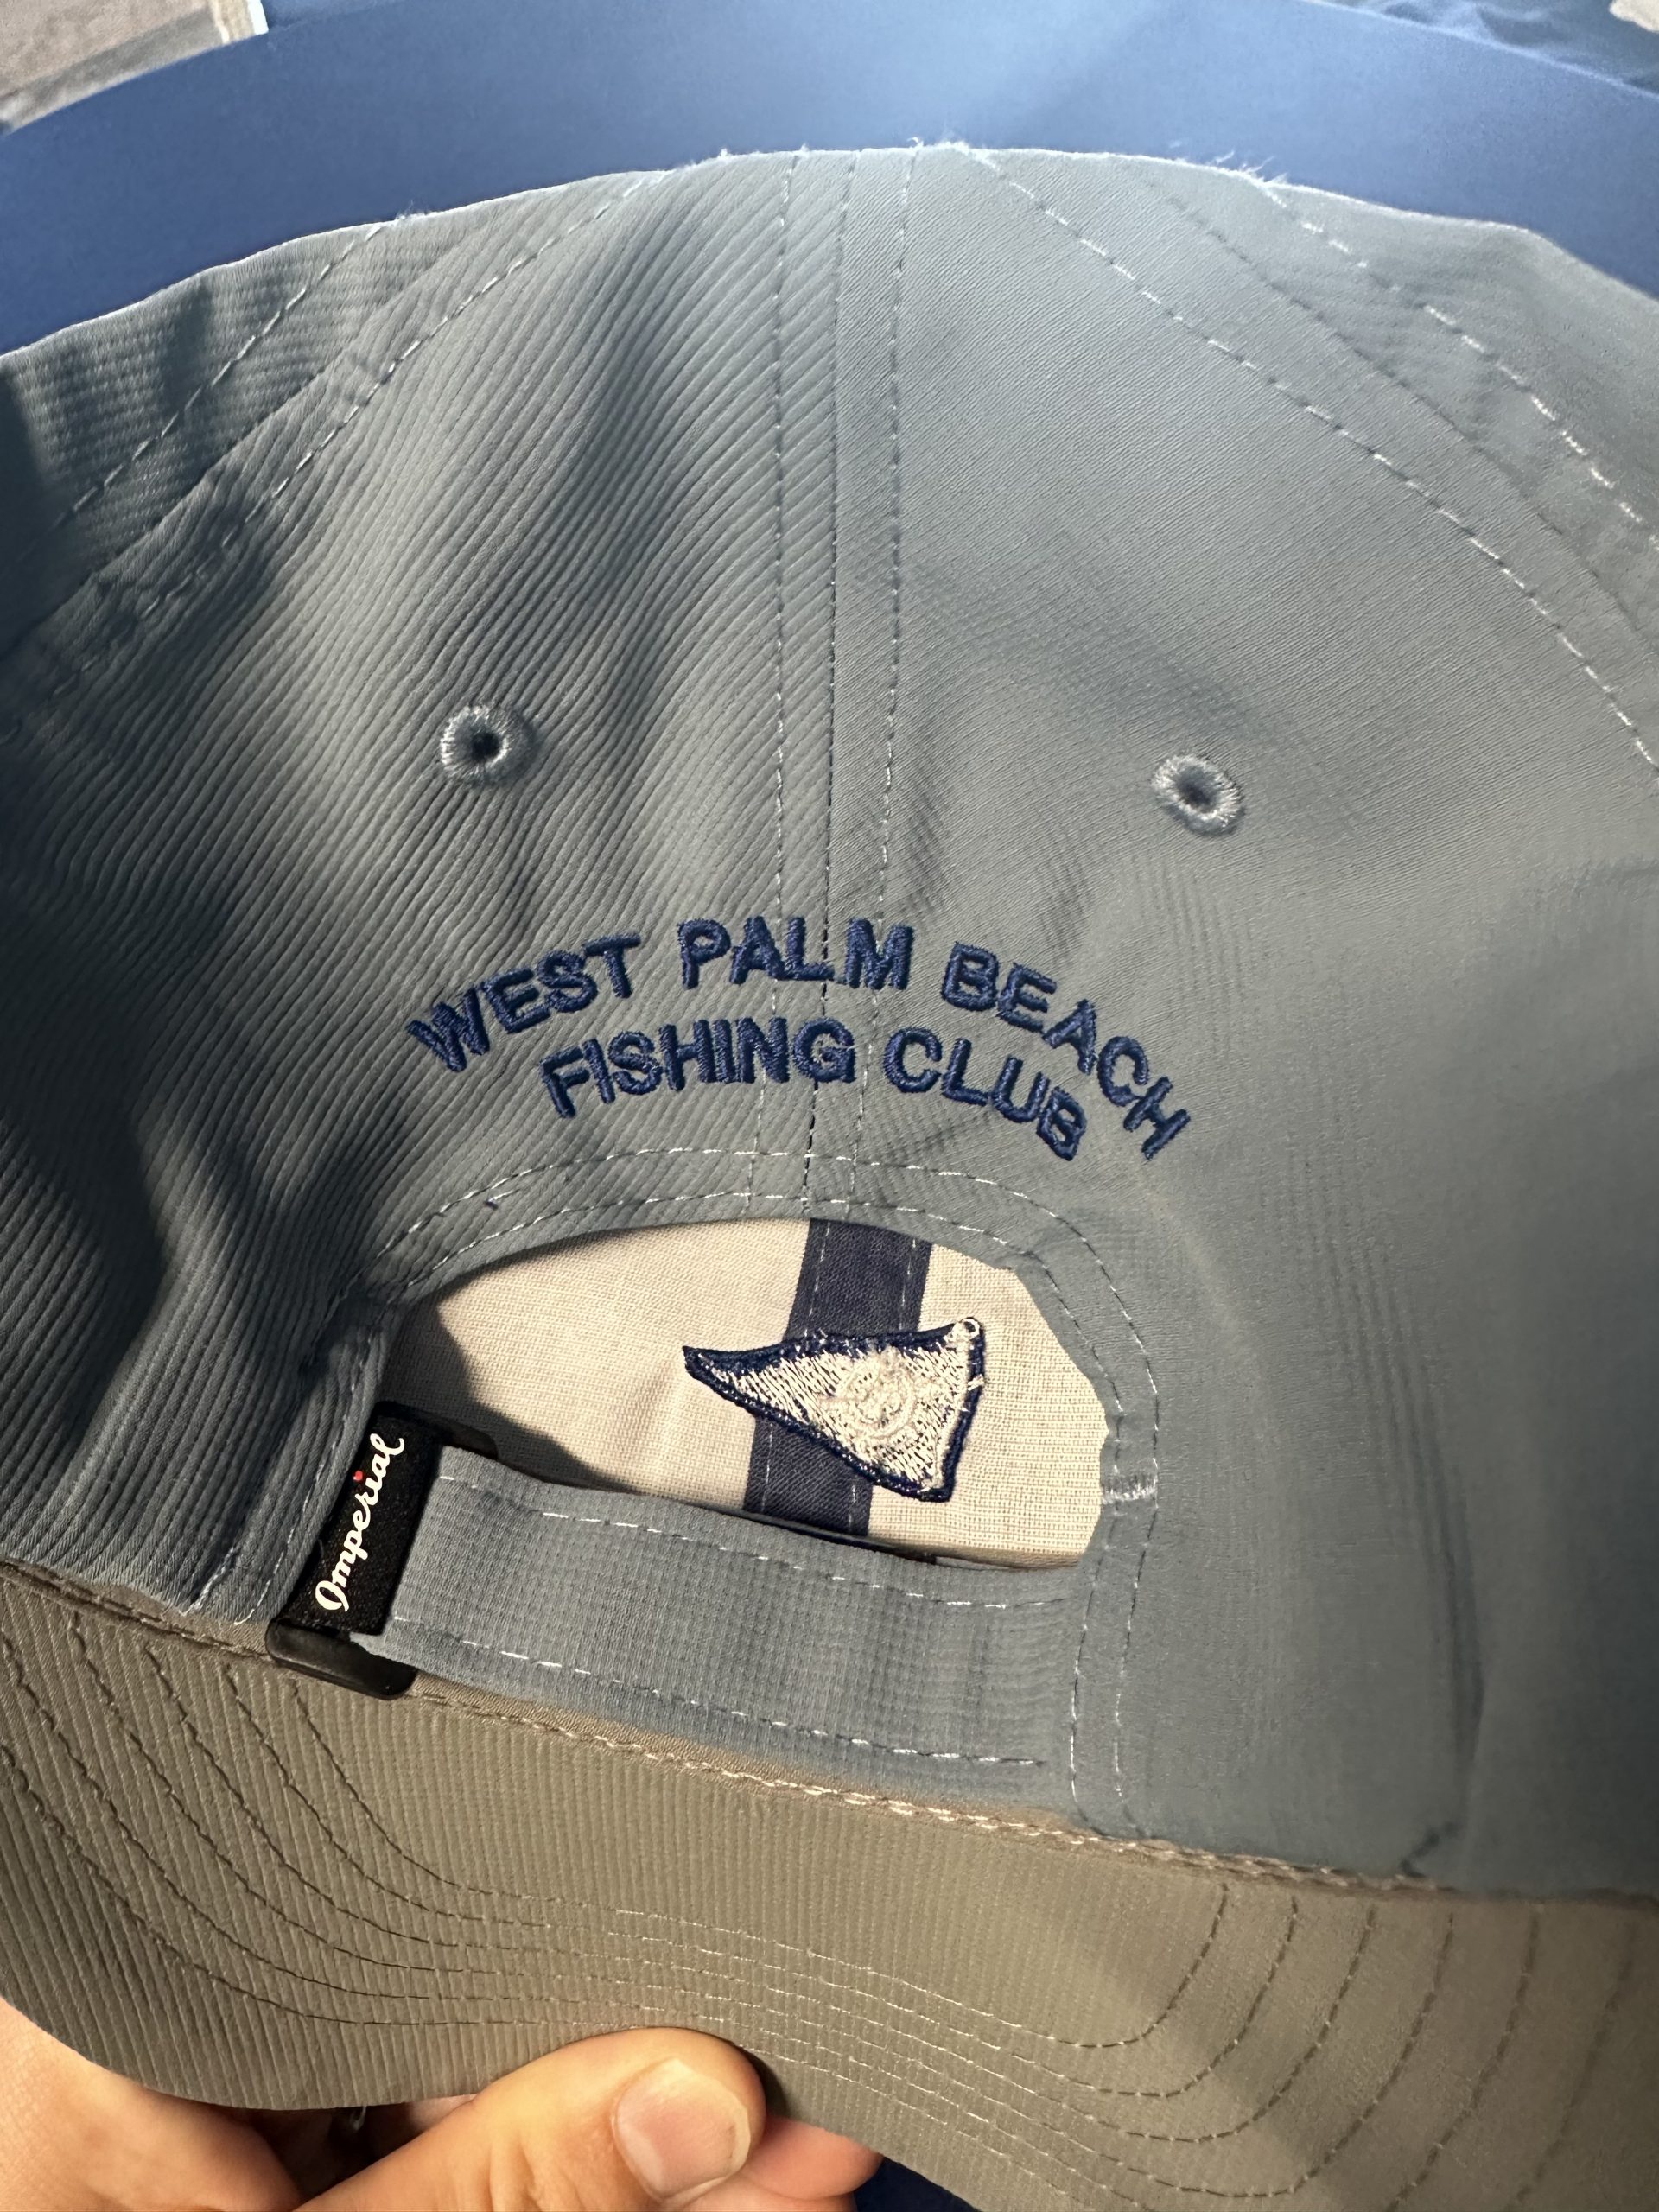 WEST PALM BEACH
FISHING CLUB
Imperial